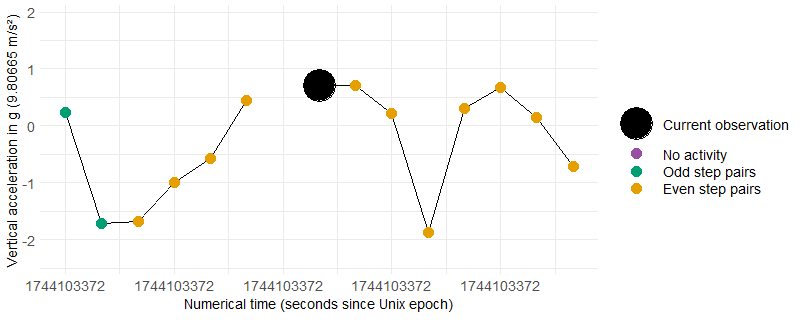 Vertical acceleration in g (9.80665 m/s²)
2
1
0
-1
-2
1744103372 1744103372 1744103372 1744103372 1744103372
Numerical time (seconds since Unix epoch)
Current observation
No activity
Odd step pairs
Even step pairs